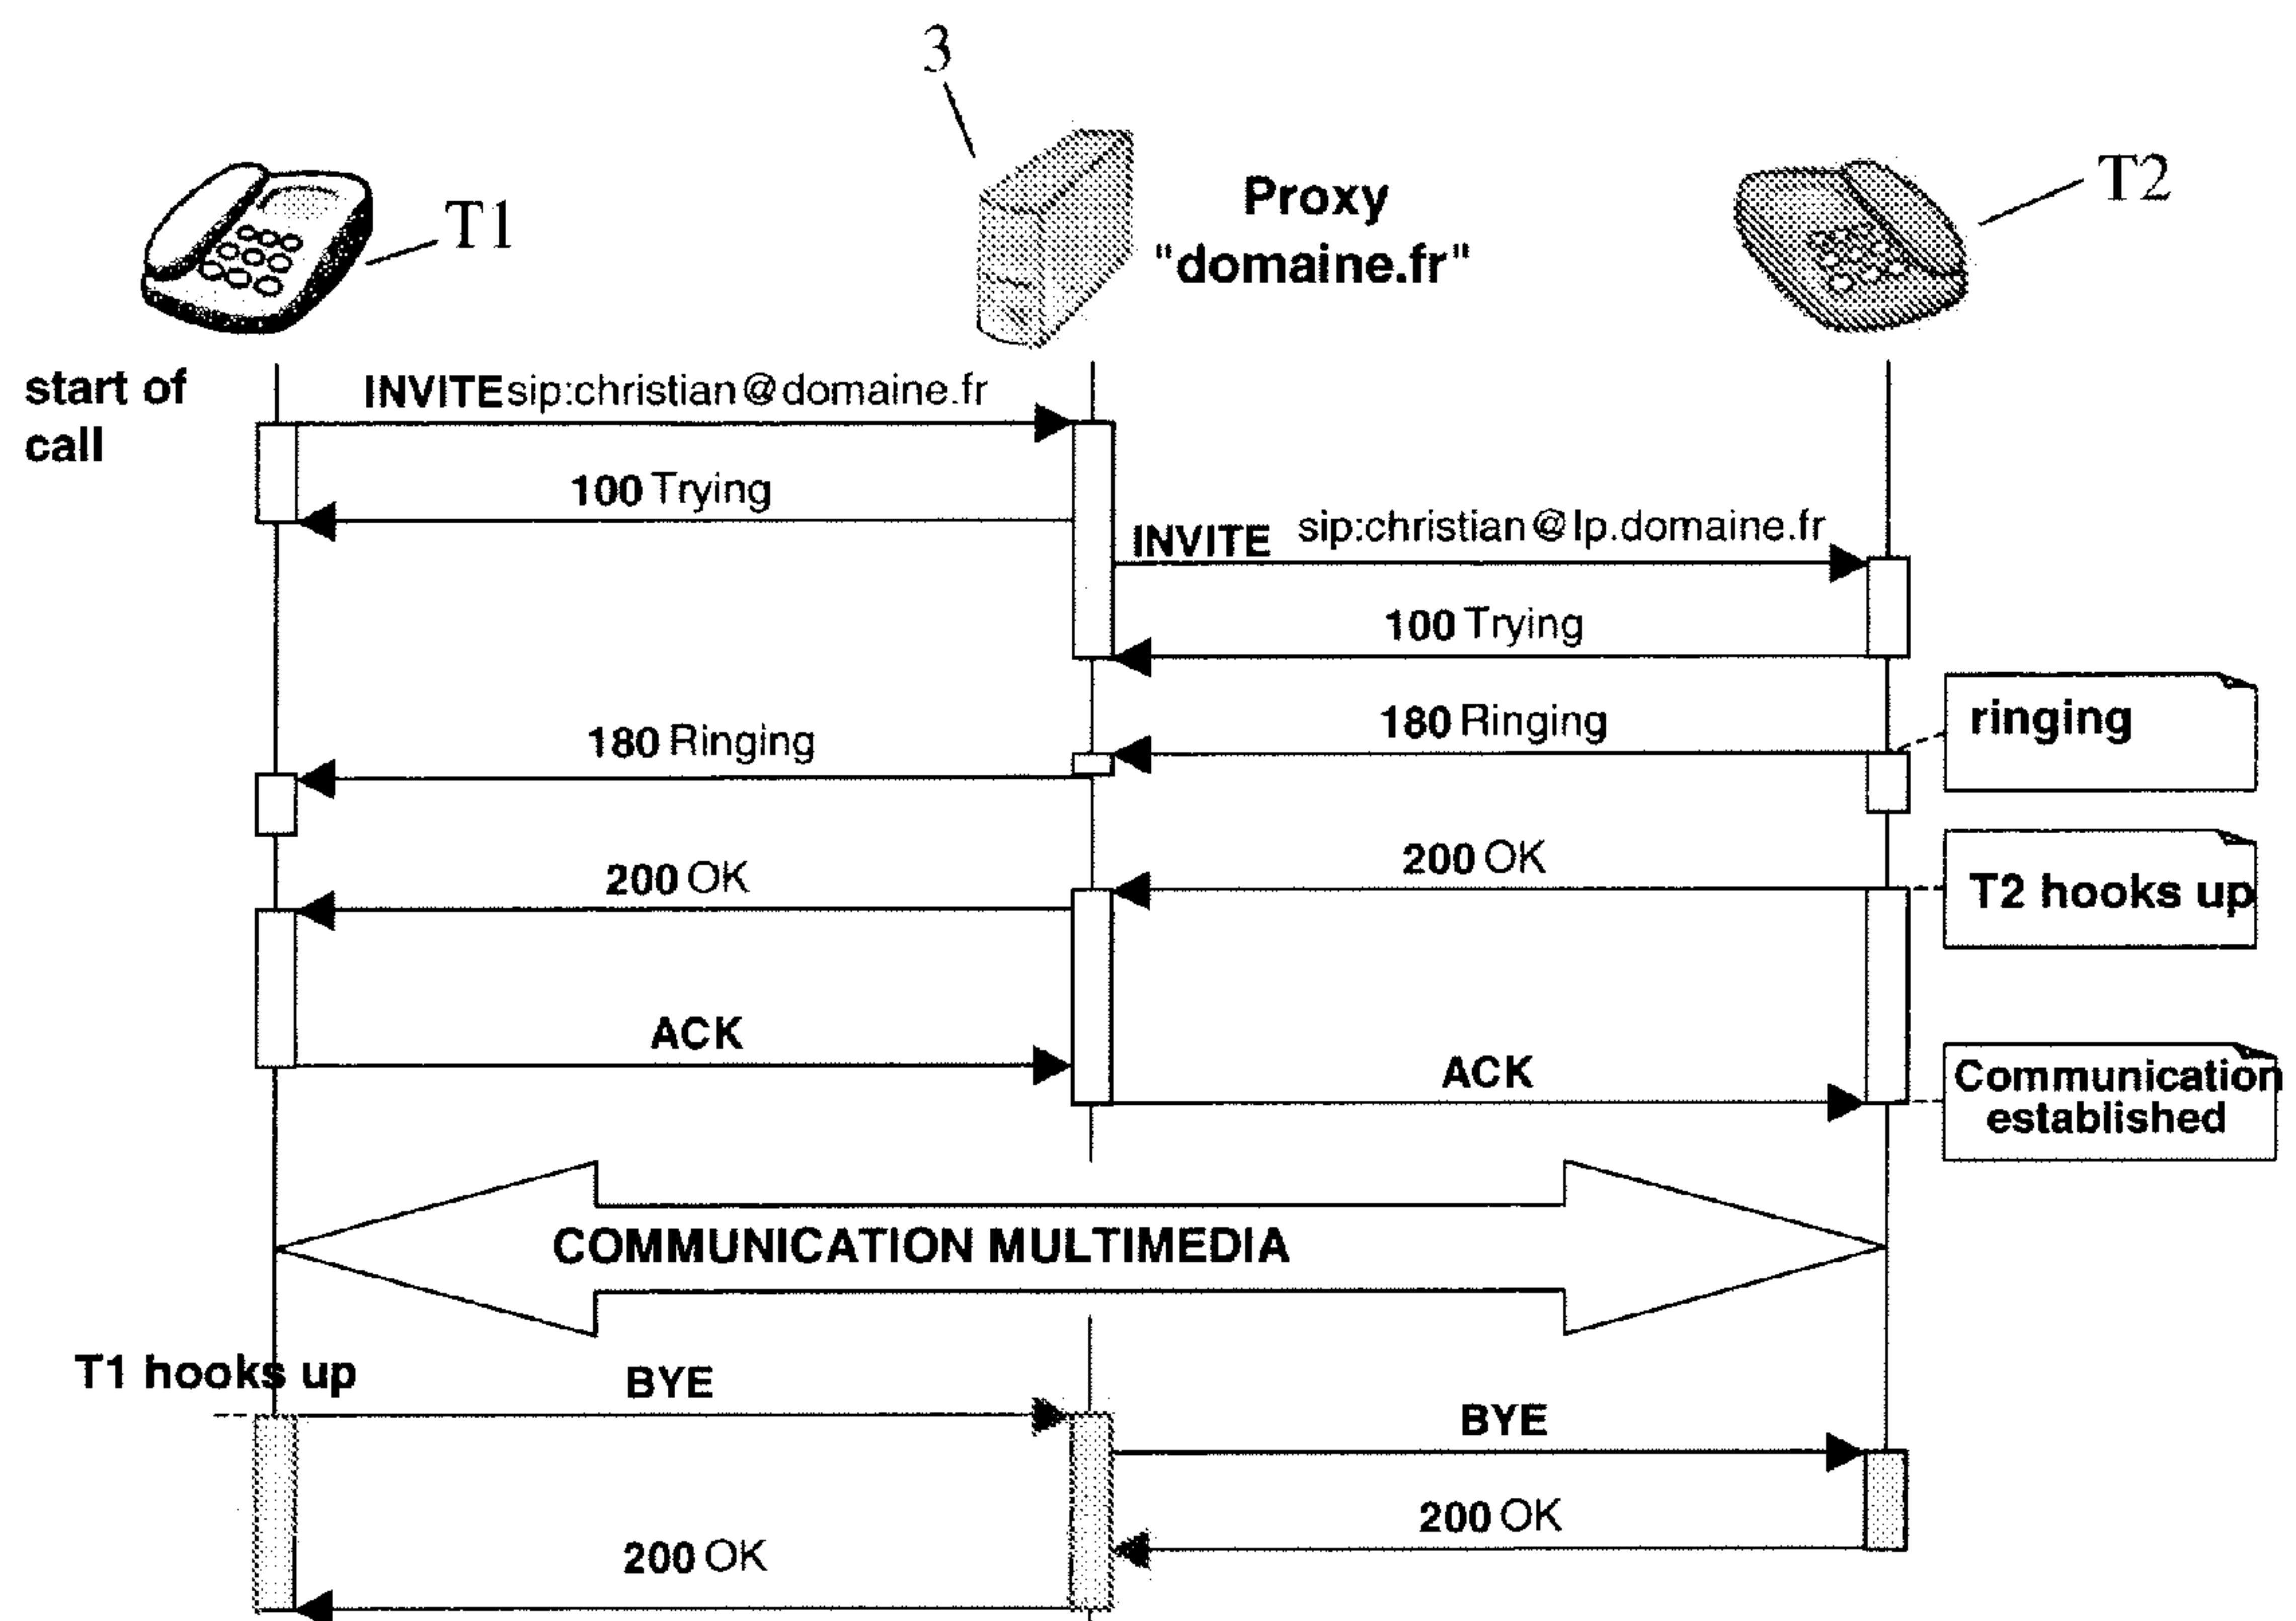 3
T1
Proxy
"domaine.fr"
T2
start of
call
INVITE sip:christian@domaine.fr
100 Trying
INVITE sip:christian@lp.domaine.fr
100 Trying
180 Ringing
ringing
180 Ringing
200 OK
T2 hooks up
200 OK
ACK
ACK
Communication
established
COMMUNICATION MULTIMEDIA
T1 hooks up
BYE
BYE
200 OK
200 OK